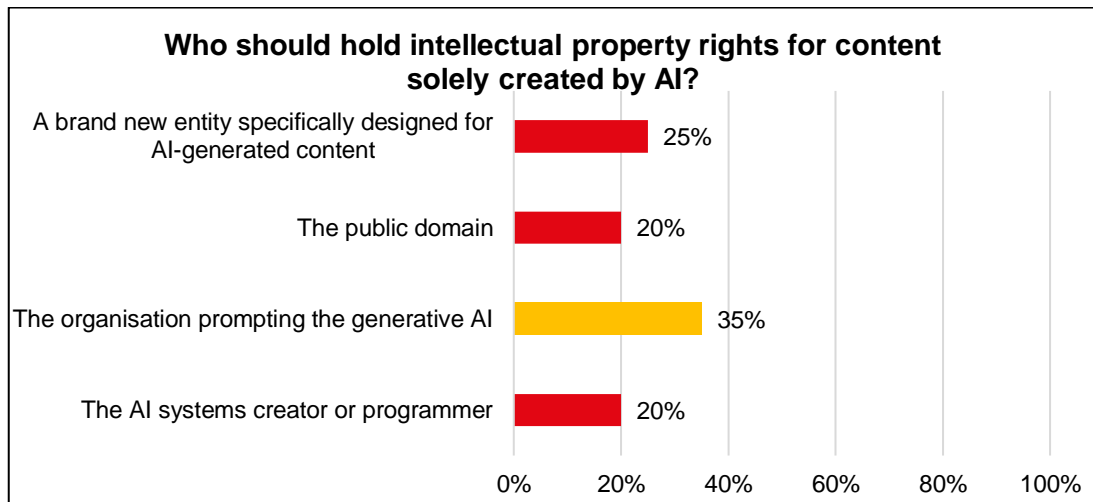 Who should hold intellectual property rights for content
solely created by AI?
A brand new entity specifically designed for
AI-generated content
25%
The public domain
20%
The organisation prompting the generative AI
35%
The AI systems creator or programmer
20%
0%
20%
40%
60%
80%
100%